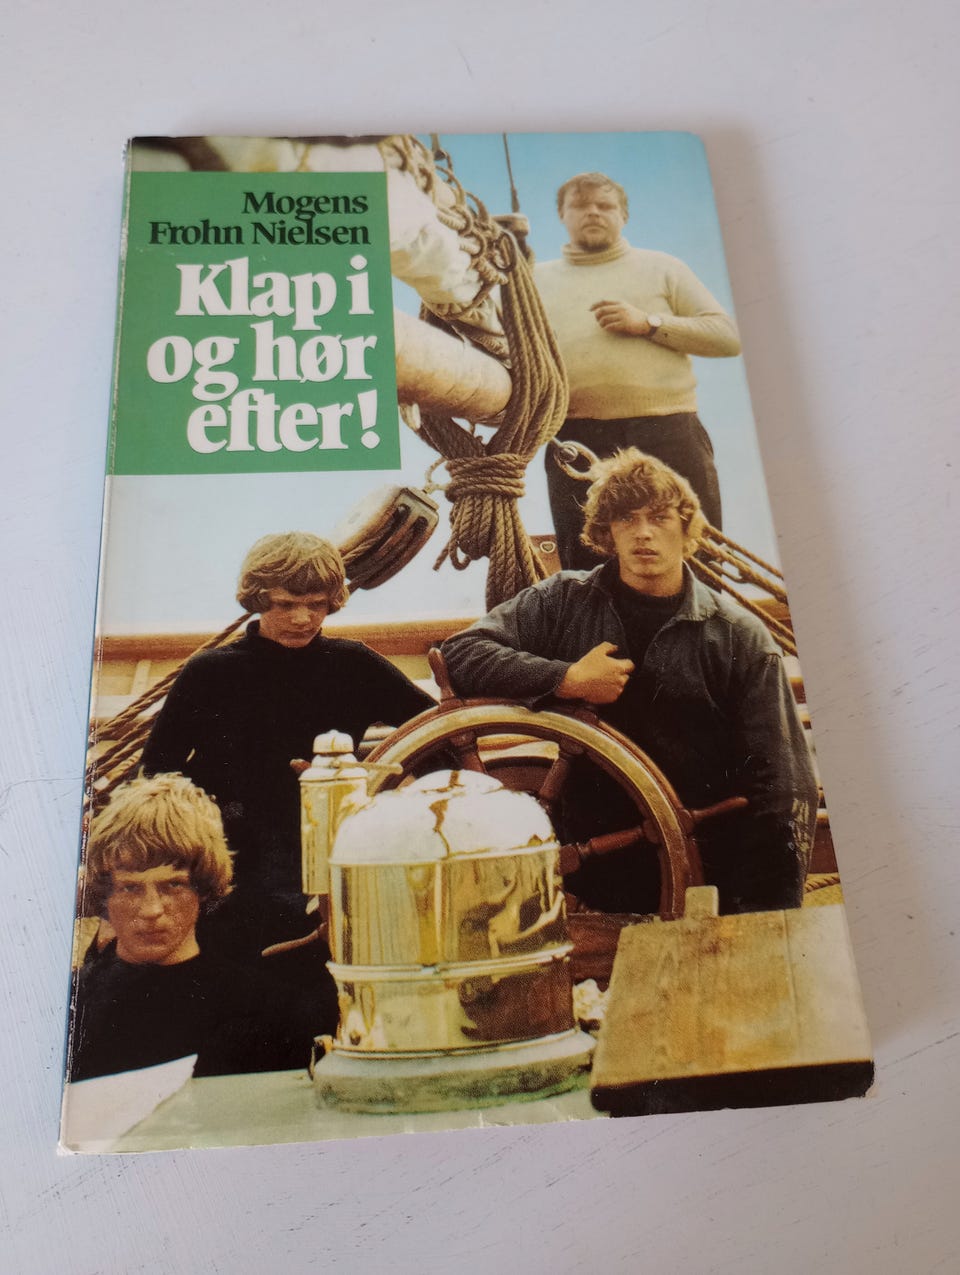 Mogens
Frohn Nielsen
Klap i
og hør
efter!